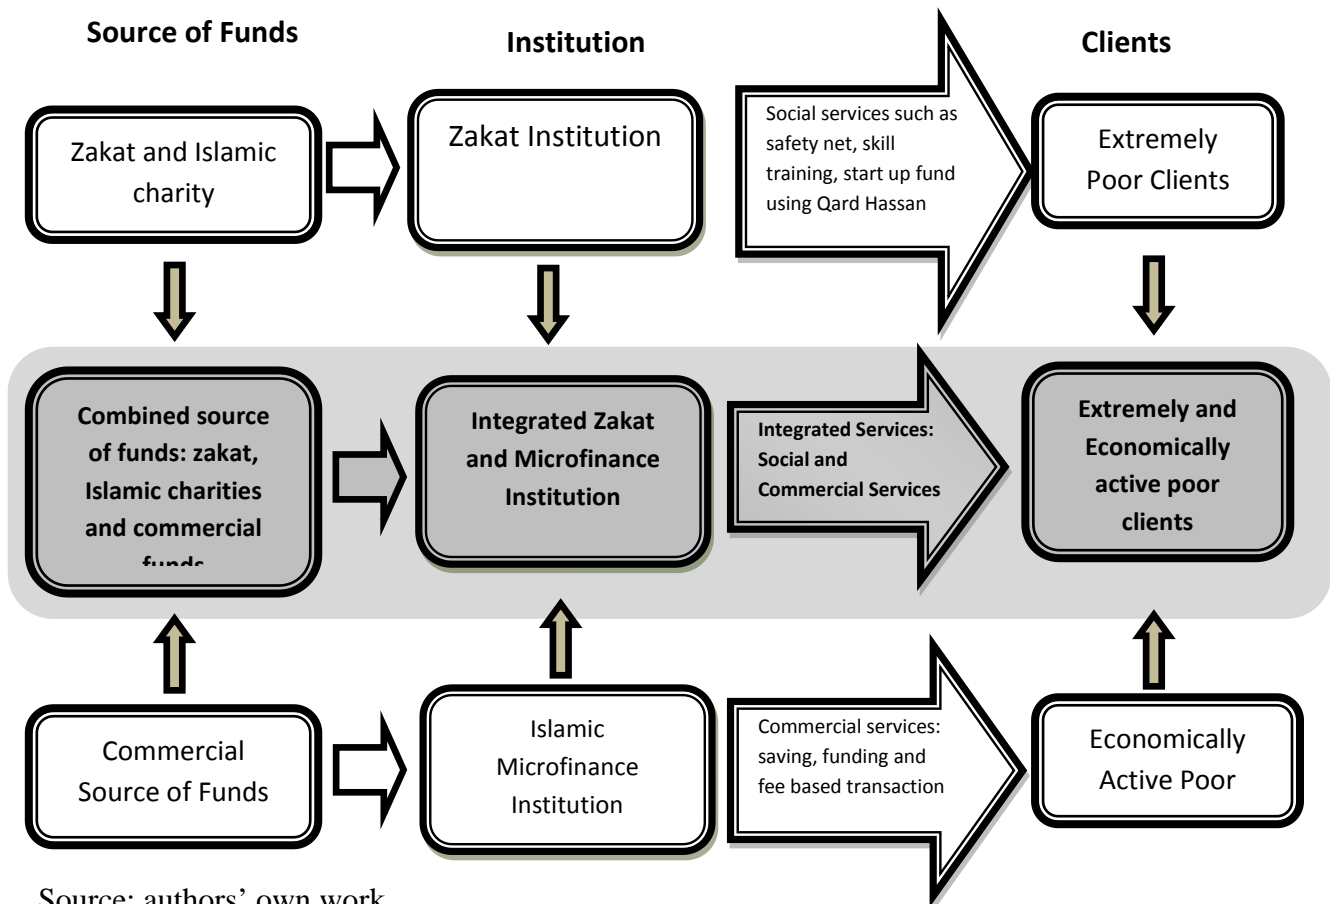 Source of Funds
Institution
Clients
Zakat and Islamic
charity
Zakat Institution
Social services such as
safety net, skill
training, start up fund
using Qard Hassan
Extremely
Poor Clients
Combined source
of funds: zakat,
Islamic charities
and commercial
funds
Integrated Zakat
and Microfinance
Institution
Integrated Services:
Social and
Commercial Services
Extremely and
Economically
active poor
clients
Commercial
Source of Funds
Islamic
Microfinance
Institution
Commercial services:
saving, funding and
fee based transaction
Economically
Active Poor
Source: authors’ own work